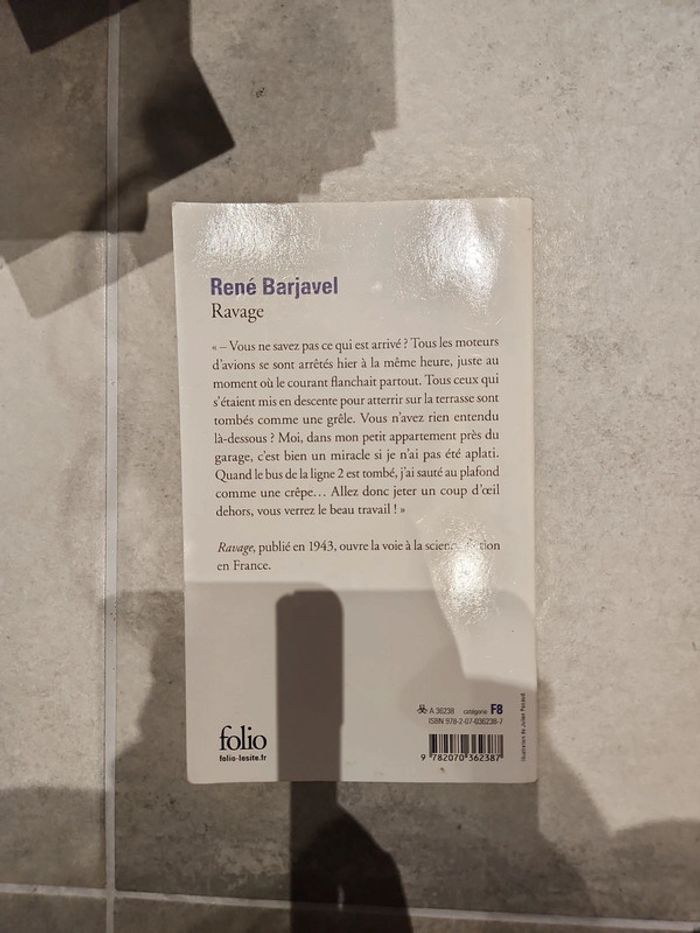 René Barjavel
Ravage
« – Vous ne savez pas ce qui est arrivé ? Tous les moteurs
d'avions se sont arrêtés hier à la même heure, juste au
moment où le courant flanchait partout. Tous ceux qui
s'étaient mis en descente pour atterrir sur la terrasse sont
tombés comme une grêle. Vous n'avez rien entendu
là-dessous ? Moi, dans mon petit appartement près du
garage, c'est bien un miracle si je n'ai pas été aplati.
Quand le bus de la ligne 2 est tombé, j'ai sauté au plafond
comme une crêpe… Allez donc jeter un coup d'œil
dehors, vous verrez le beau travail ! »
Ravage, publié en 1943, ouvre la voie à la science-fiction
en France.
A 36238 catégorie F8
ISBN 978-2-07-036238-7
folio
folio-lesite.fr
9 782070 362387